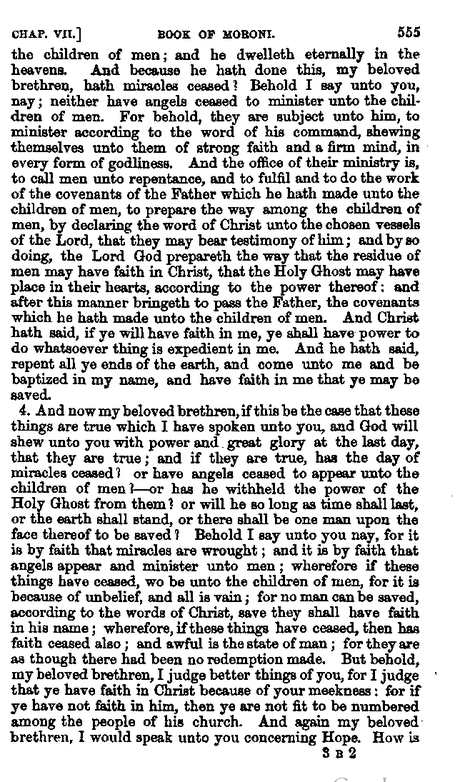 CHAP. VII.] BOOK OF MORONI. 555
the children of men; and he dwelleth eternally in the
heavens. And because he hath done this, my beloved
brethren, hath miracles ceased? Behold I say unto you,
nay; neither have angels ceased to minister unto the chil-
dren of men. For behold, they are subject unto him, to
minister according to the word of his command, shewing
themselves unto them of strong faith and a firm mind, in
every form of godliness. And the office of their ministry is,
to call men unto repentance, and to fulfil and to do the work
of the covenants of the Father which he hath made unto the
children of men, to prepare the way among the children of
men, by declaring the word of Christ unto the chosen vessels
of the Lord, that they may bear testimony of him; and by so
doing, the Lord God prepareth the way that the residue of
men may have faith in Christ, that the Holy Ghost may have
place in their hearts, according to the power thereof: and
after this manner bringeth to pass the Father, the covenants
which he hath made unto the children of men. And Christ
hath said, if ye will have faith in me, ye shall have power to
do whatsoever thing is expedient in me. And he hath said,
repent all ye ends of the earth, and come unto me and be
baptized in my name, and have faith in me that ye may be
saved.
4. And now my beloved brethren, if this be the case that these
things are true which I have spoken unto you, and God will
shew unto you with power and great glory at the last day,
that they are true; and if they are true, has the day of
miracles ceased? or have angels ceased to appear unto the
children of men?—or has he withheld the power of the
Holy Ghost from them? or will he so long as time shall last,
or the earth shall stand, or there shall be one man upon the
face thereof to be saved? Behold I say unto you nay, for it
is by faith that miracles are wrought; and it is by faith that
angels appear and minister unto men; wherefore if these
things have ceased, wo be unto the children of men, for it is
because of unbelief, and all is vain; for no man can be saved,
according to the words of Christ, save they shall have faith
in his name; wherefore, if these things have ceased, then has
faith ceased also; and awful is the state of man; for they are
as though there had been no redemption made. But behold,
my beloved brethren, I judge better things of you, for I judge
that ye have faith in Christ because of your meekness: for if
ye have not faith in him, then ye are not fit to be numbered
among the people of his church. And again my beloved
brethren, I would speak unto you concerning Hope. How is
3 B 2